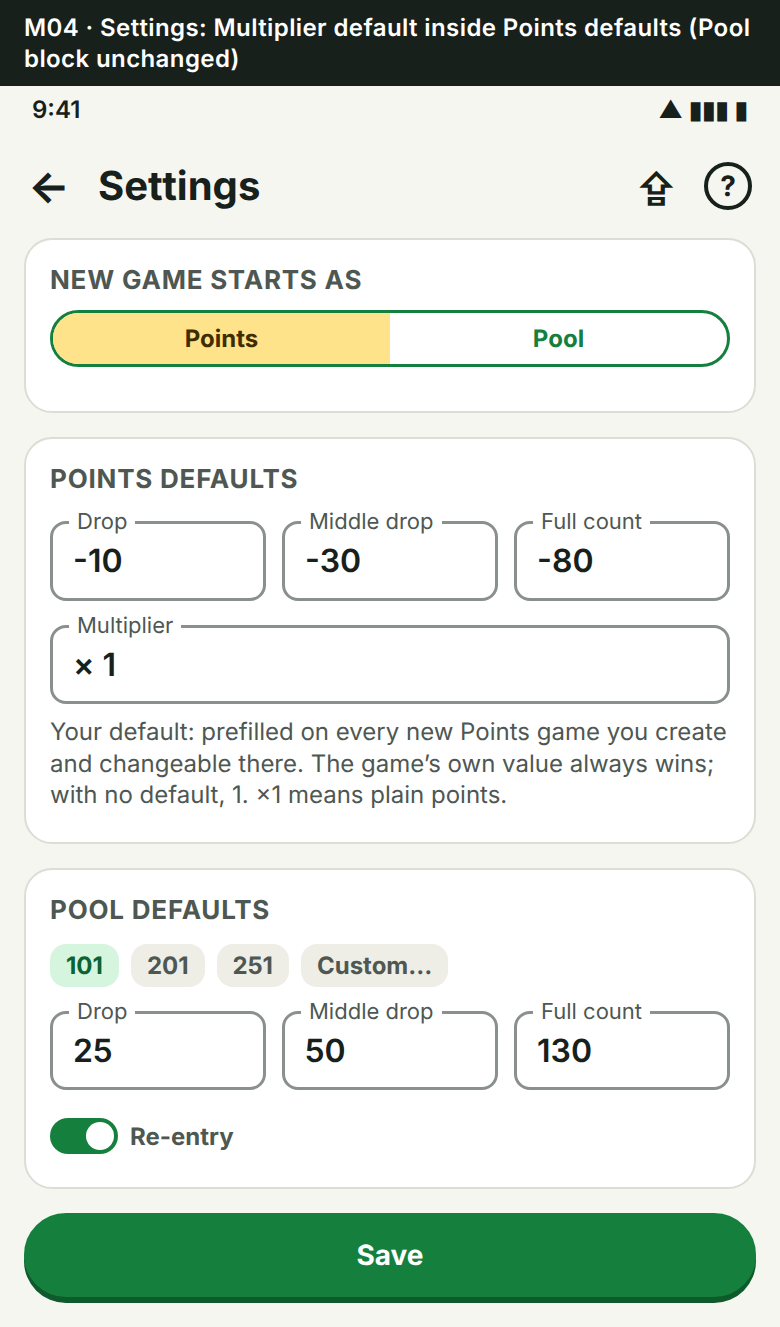 M04 · Settings: Multiplier default inside Points defaults (Pool
block unchanged)
9:41
Settings
?
NEW GAME STARTS AS
Points
Pool
POINTS DEFAULTS
Drop
Middle drop
Full count
-10
-30
-80
Multiplier
× 1
Your default: prefilled on every new Points game you create
and changeable there. The game’s own value always wins;
with no default, 1. ×1 means plain points.
POOL DEFAULTS
101
201
251
Custom…
Drop
Middle drop
Full count
25
50
130
Re-entry
Save